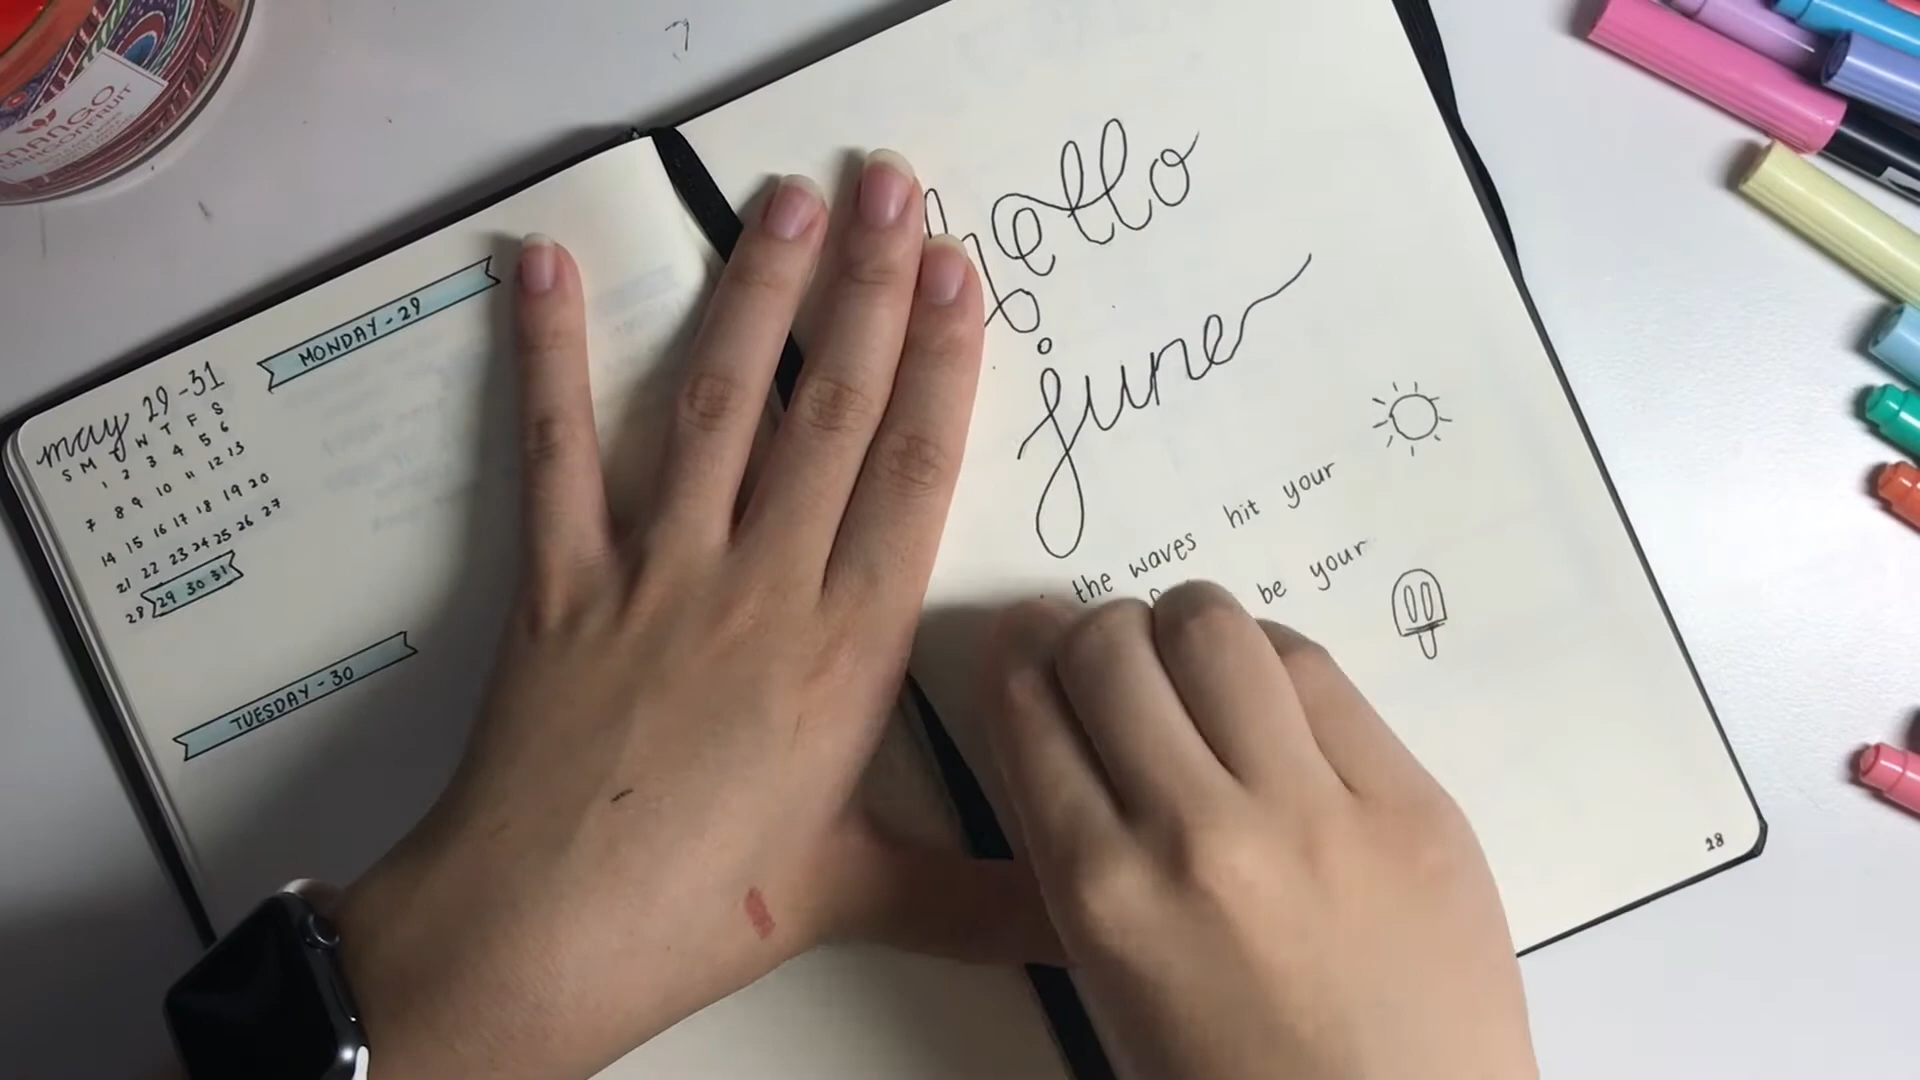 MANGO
DRAGONFRUIT
may 29-31
S M T W T F S
1 2 3 4 5 6
7 8 9 10 11 12 13
14 15 16 17 18 19 20
21 22 23 24 25 26 27
28 29 30 31
MONDAY - 29
TUESDAY - 30
hello
june
the waves hit your
be your
28